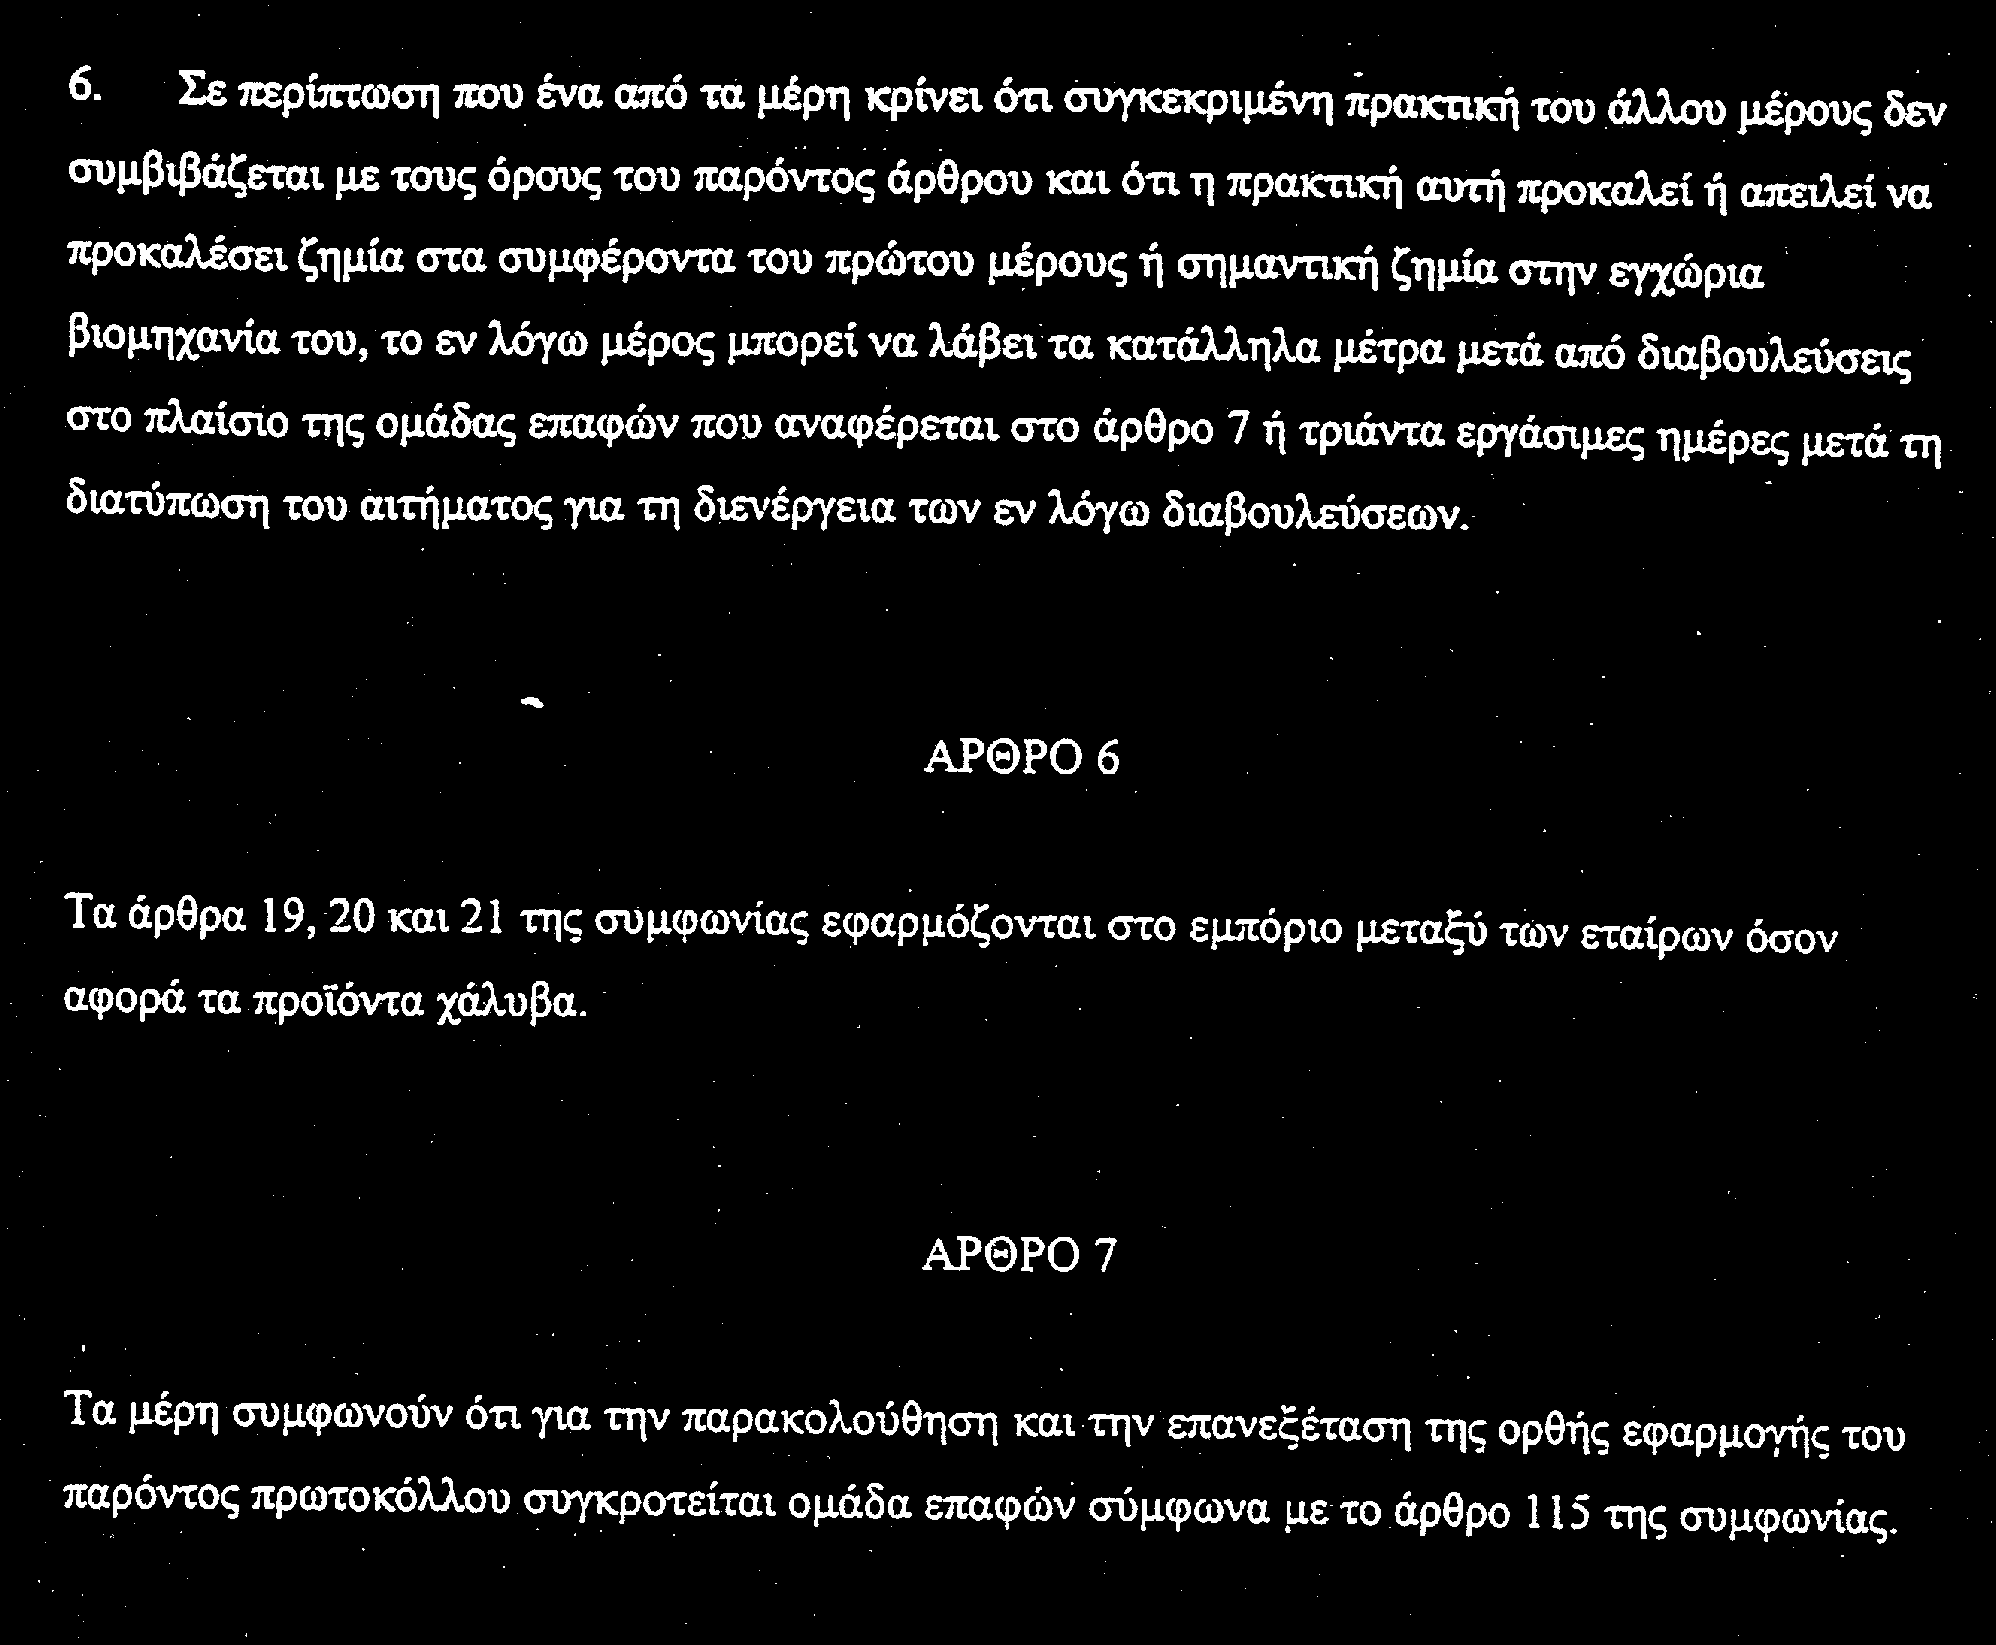 6. Σε περίπτωση που ένα από τα μέρη κρίνει ότι συγκεκριμένη πρακτική του άλλου μέρους δεν
συμβιβάζεται με τους όρους του παρόντος άρθρου και ότι η πρακτική αυτή προκαλεί ή απειλεί να
προκαλέσει ζημία στα συμφέροντα του πρώτου μέρους ή σημαντική ζημία στην εγχώρια
βιομηχανία του, το εν λόγω μέρος μπορεί να λάβει τα κατάλληλα μέτρα μετά από διαβουλεύσεις
στο πλαίσιο της ομάδας επαφών που αναφέρεται στο άρθρο 7 ή τριάντα εργάσιμες ημέρες μετά τη
διατύπωση του αιτήματος για τη διενέργεια των εν λόγω διαβουλεύσεων.
ΑΡΘΡΟ 6
Τα άρθρα 19, 20 και 21 της συμφωνίας εφαρμόζονται στο εμπόριο μεταξύ των εταίρων όσον
αφορά τα προϊόντα χάλυβα.
ΑΡΘΡΟ 7
Τα μέρη συμφωνούν ότι για την παρακολούθηση και την επανεξέταση της ορθής εφαρμογής του
παρόντος πρωτοκόλλου συγκροτείται ομάδα επαφών σύμφωνα με το άρθρο 115 της συμφωνίας.